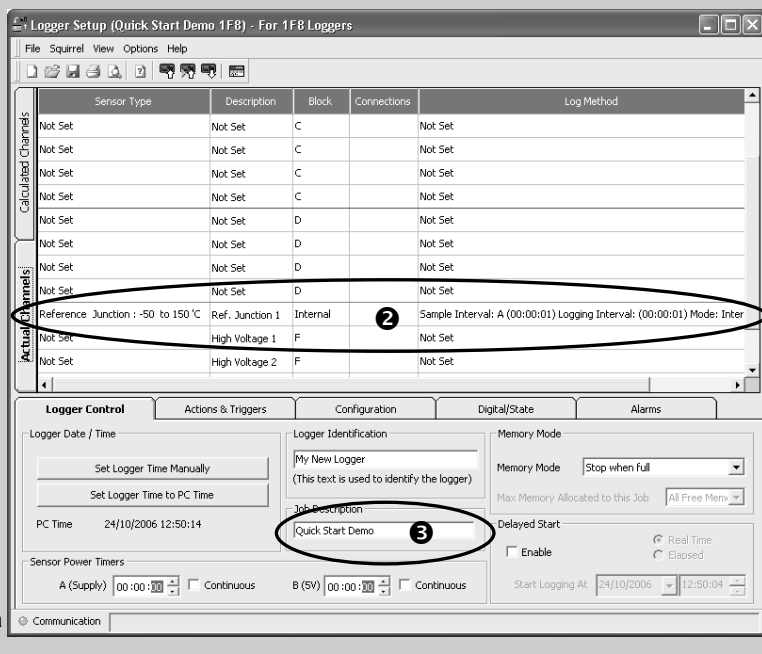 Logger Setup (Quick Start Demo 1F8) - For 1F8 Loggers
File Squirrel View Options Help
Sensor Type Description Block Connections Log Method
Calculated Channels
Actual Channels
Not Set Not Set C Not Set
Not Set Not Set C Not Set
Not Set Not Set C Not Set
Not Set Not Set C Not Set
Not Set Not Set D Not Set
Not Set Not Set D Not Set
Not Set Not Set D Not Set
Not Set Not Set D Not Set
Reference Junction : -50 to 150 'C Ref. Junction 1 Internal ❷ Sample Interval: A (00:00:01) Logging Interval: (00:00:01) Mode: Inter
Not Set High Voltage 1 F Not Set
Not Set High Voltage 2 F Not Set
Logger Control Actions & Triggers Configuration Digital/State Alarms
Logger Date / Time
Set Logger Time Manually
Set Logger Time to PC Time
PC Time 24/10/2006 12:50:14
Logger Identification
My New Logger
(This text is used to identify the logger)
Job Description
Quick Start Demo ❸
Memory Mode
Memory Mode Stop when full
Max Memory Allocated to this Job All Free Mem
Delayed Start
Enable Real Time
Elapsed
Start Logging At 24/10/2006 12:50:04
Sensor Power Timers
A (Supply) 00:00:00 Continuous B (5V) 00:00:00 Continuous
Communication